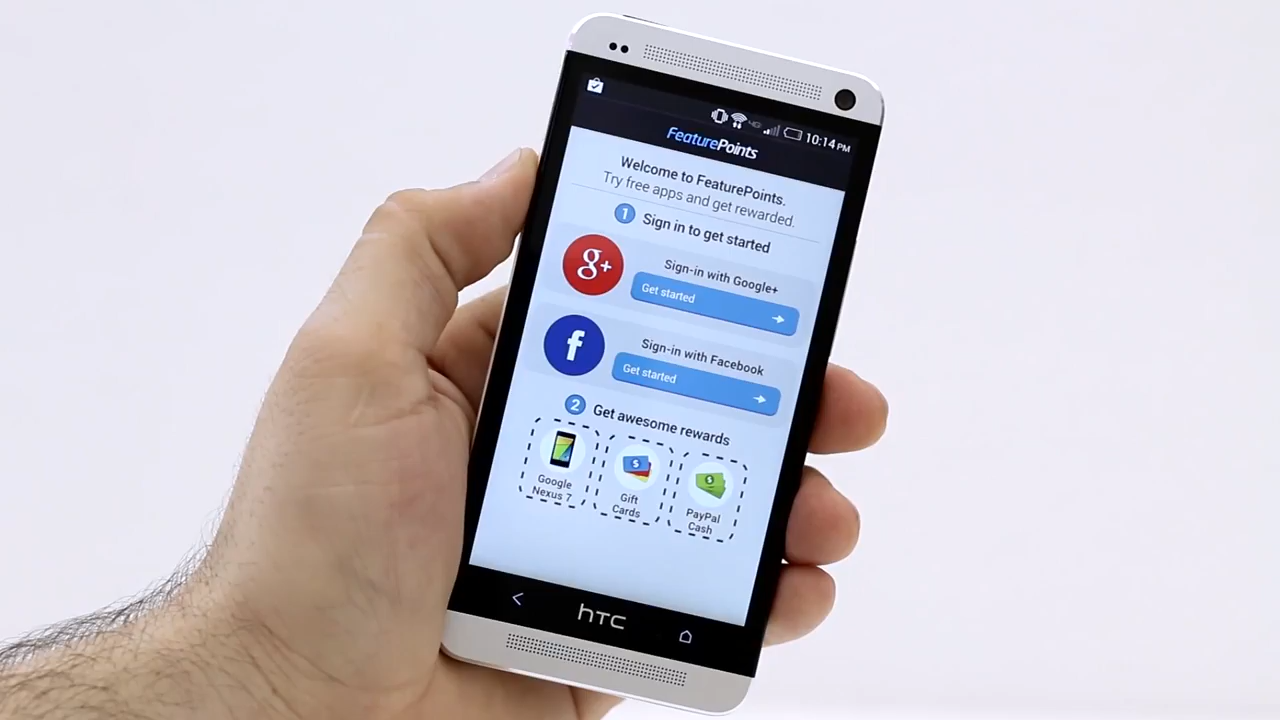 10:14 PM
FeaturePoints
Welcome to FeaturePoints.
Try free apps and get rewarded.
1 Sign in to get started
g+
Sign-in with Google+
Get started
f
Sign-in with Facebook
Get started
2 Get awesome rewards
Google
Nexus 7
$
Gift
Cards
$
PayPal
Cash
hTC